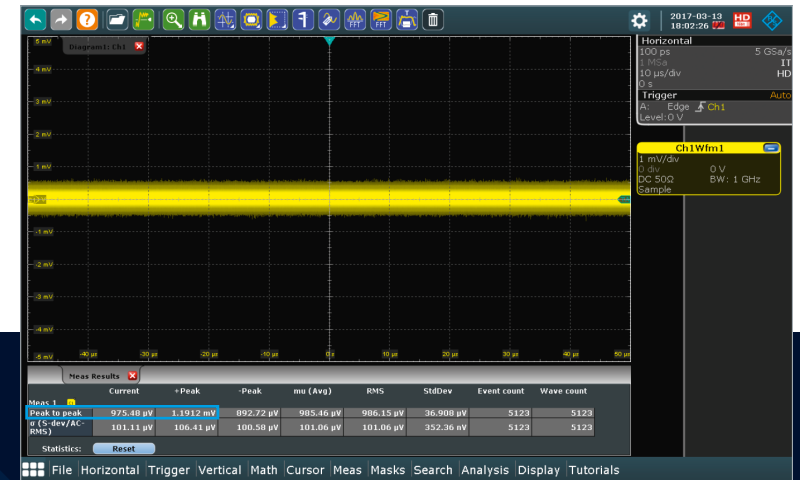 2017-03-13
HD
18:02:26
Diagram1: Ch1
5 mV
4 mV
3 mV
2 mV
1 mV
-1 mV
-2 mV
-3 mV
-4 mV
-5 mV
-40 µs
-30 µs
-20 µs
-10 µs
0 s
10 µs
20 µs
30 µs
40 µs
50 µs
Horizontal
100 ps 5 GSa/s
1 MSa IT
10 µs/div HD
0 s
Trigger Auto
A: Edge Ch1
Level: 0 V
Ch1Wfm1
1 mV/div
0 div 0 V
DC 50Ω BW: 1 GHz
Sample
Meas Results
Current +Peak -Peak mu (Avg) RMS StdDev Event count Wave count
Meas 1
Peak to peak 975.48 µV 1.1912 mV 892.72 µV 985.46 µV 986.15 µV 36.908 µV 5123 5123
σ (S-dev/AC-
RMS) 101.11 µV 106.41 µV 100.58 µV 101.06 µV 101.06 µV 352.36 nV 5123 5123
Statistics: Reset
File Horizontal Trigger Vertical Math Cursor Meas Masks Search Analysis Display Tutorials